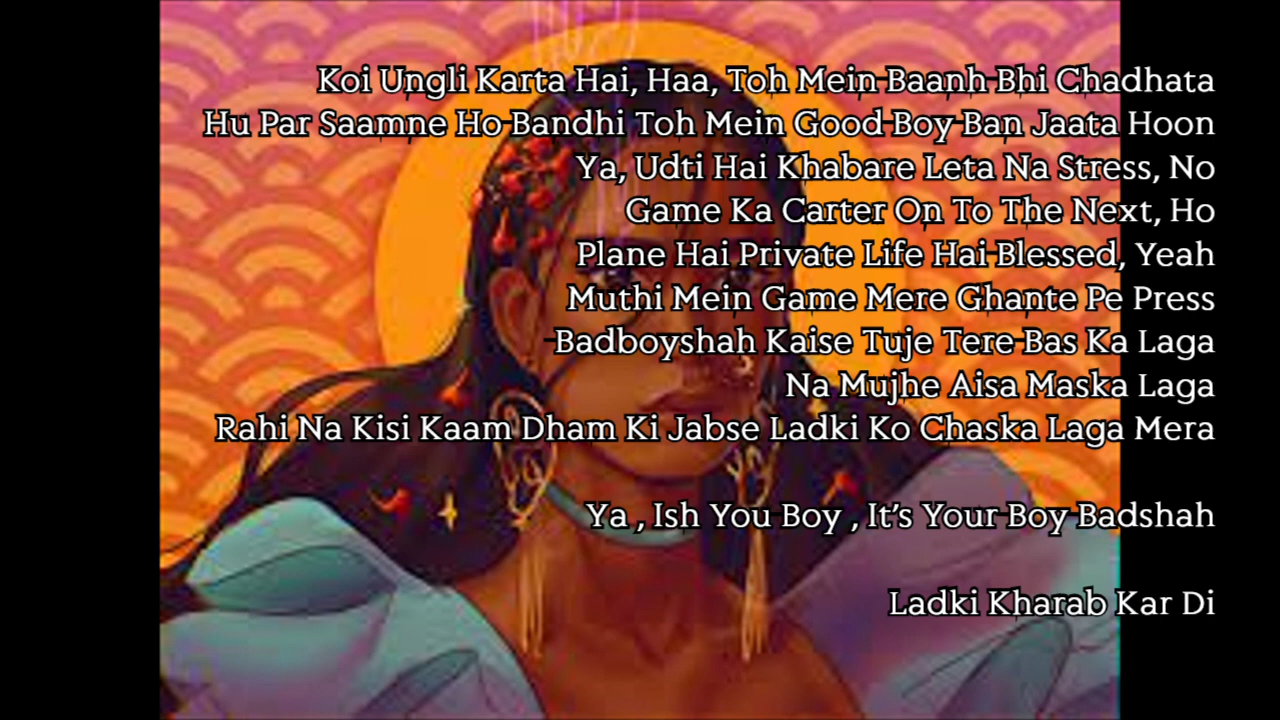 Koi Ungli Karta Hai, Haa, Toh Mein Baanh Bhi Chadhata
Hu Par Saamne Ho Bandhi Toh Mein Good Boy Ban Jaata Hoon
Ya, Udti Hai Khabare Leta Na Stress, No
Game Ka Carter On To The Next, Ho
Plane Hai Private Life Hai Blessed, Yeah
Muthi Mein Game Mere Ghante Pe Press
Badboyshah Kaise Tuje Tere Bas Ka Laga
Na Mujhe Aisa Maska Laga
Rahi Na Kisi Kaam Dham Ki Jabse Ladki Ko Chaska Laga Mera
Ya , Ish You Boy , It’s Your Boy Badshah
Ladki Kharab Kar Di